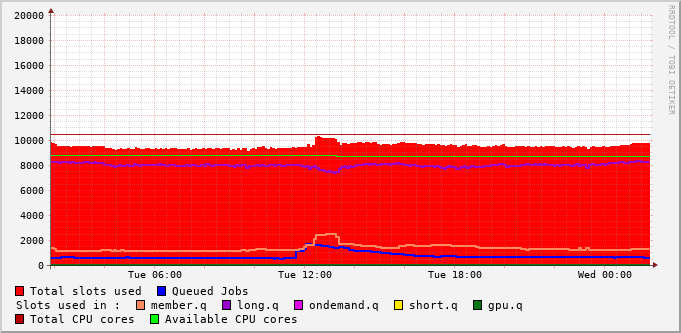 20000
18000
16000
14000
12000
10000
8000
6000
4000
2000
0
Tue 06:00 Tue 12:00 Tue 18:00 Wed 00:00
RRDTOOL / TOBI OETIKER
Total slots used Queued Jobs
Slots used in : member.q long.q ondemand.q short.q gpu.q
Total CPU cores Available CPU cores